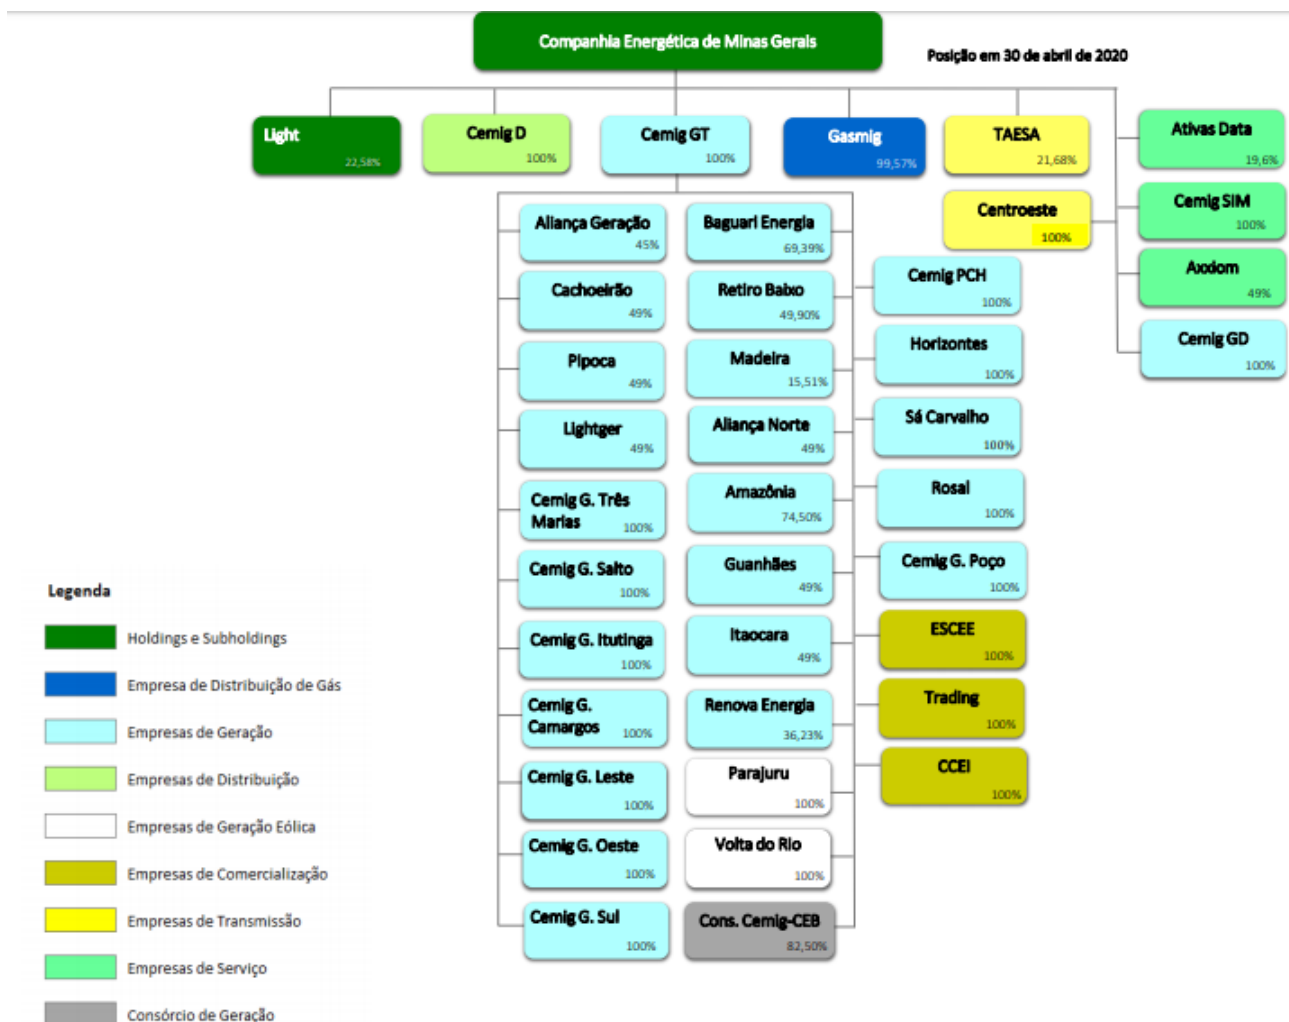 Companhia Energética de Minas Gerais
Posição em 30 de abril de 2020
Light
22,58%
Cemig D
100%
Cemig GT
100%
Gasmig
99,57%
TAESA
21,68%
Centroeste
100%
Ativas Data
19,6%
Cemig SIM
100%
Axxiom
49%
Cemig GD
100%
Aliança Geração
45%
Cachoeirão
49%
Pipoca
49%
Lightger
49%
Cemig G. Três
Marias 100%
Cemig G. Salto
100%
Cemig G. Itutinga
100%
Cemig G.
Camargos 100%
Cemig G. Leste
100%
Cemig G. Oeste
100%
Cemig G. Sul
100%
Baguari Energia
69,39%
Retiro Baixo
49,90%
Madeira
15,51%
Aliança Norte
49%
Amazônia
74,50%
Guanhães
49%
Itaocara
49%
Renova Energia
36,23%
Parajuru
100%
Volta do Rio
100%
Cons. Cemig-CEB
82,50%
Cemig PCH
100%
Horizontes
100%
Sá Carvalho
100%
Rosal
100%
Cemig G. Poço
100%
ESCEE
100%
Trading
100%
CCEI
100%
Legenda
Holdings e Subholdings
Empresa de Distribuição de Gás
Empresas de Geração
Empresas de Distribuição
Empresas de Geração Eólica
Empresas de Comercialização
Empresas de Transmissão
Empresas de Serviço
Consórcio de Geração